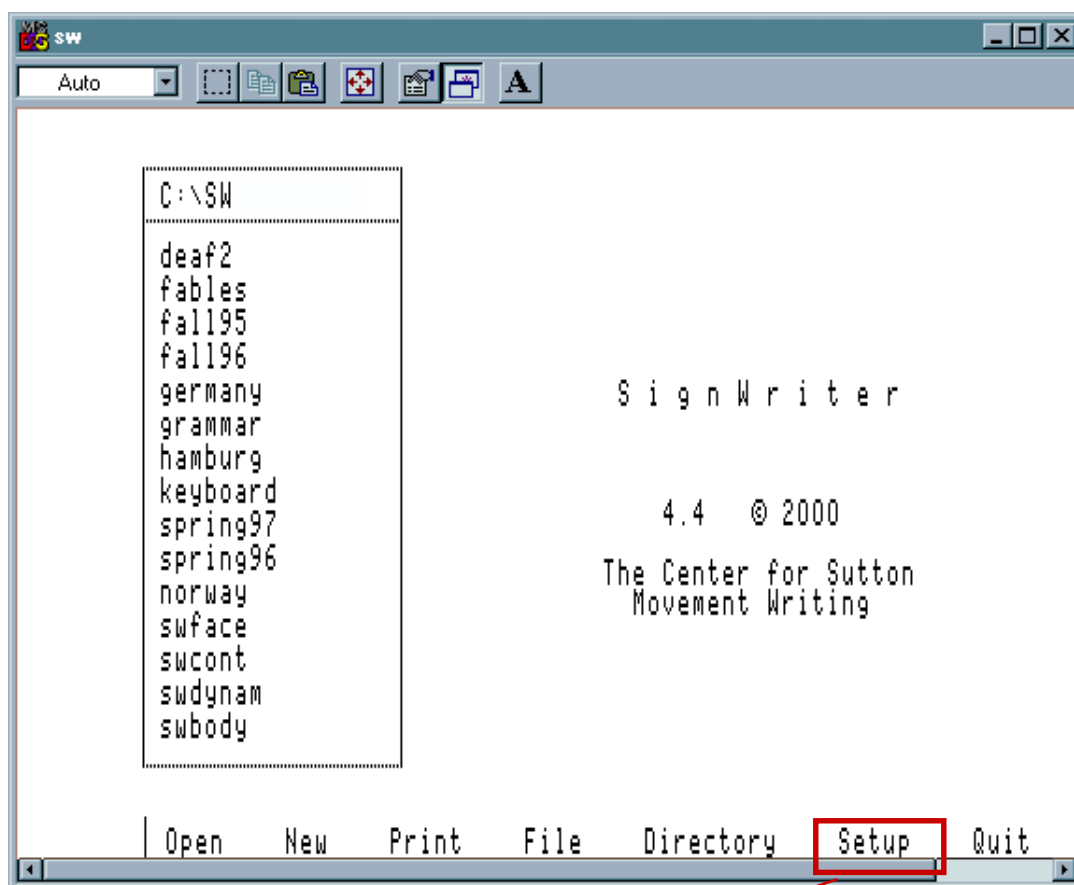 sw
Auto
A
C:\SW
deaf2
fables
fall95
fall96
germany
grammar
hamburg
keyboard
spring97
spring96
norway
swface
swcont
swdynam
swbody
SignWriter
4.4 © 2000
The Center for Sutton
Movement Writing
Open New Print File Directory Setup Quit